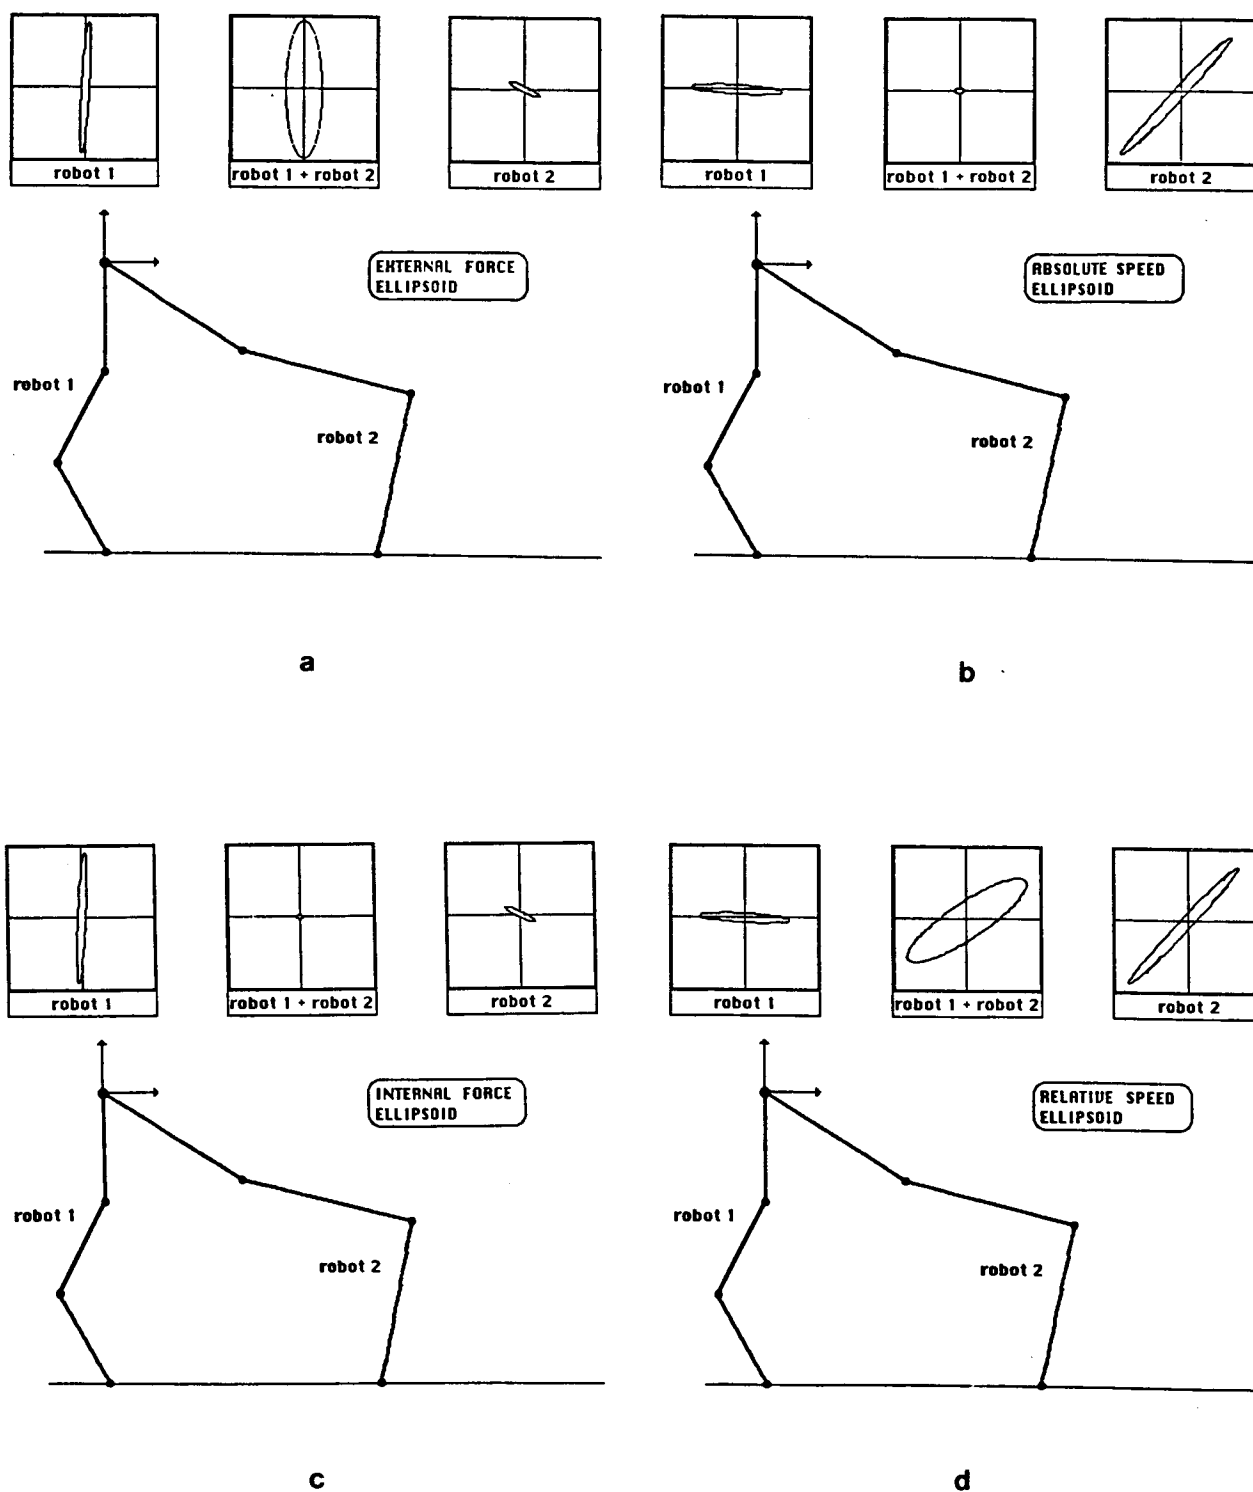 robot 1
robot 1 + robot 2
robot 2
EXTERNAL FORCE
ELLIPSOID
robot 1
robot 2
a
robot 1
robot 1 + robot 2
robot 2
ABSOLUTE SPEED
ELLIPSOID
robot 1
robot 2
b
robot 1
robot 1 + robot 2
robot 2
INTERNAL FORCE
ELLIPSOID
robot 1
robot 2
c
robot 1
robot 1 + robot 2
robot 2
RELATIVE SPEED
ELLIPSOID
robot 1
robot 2
d